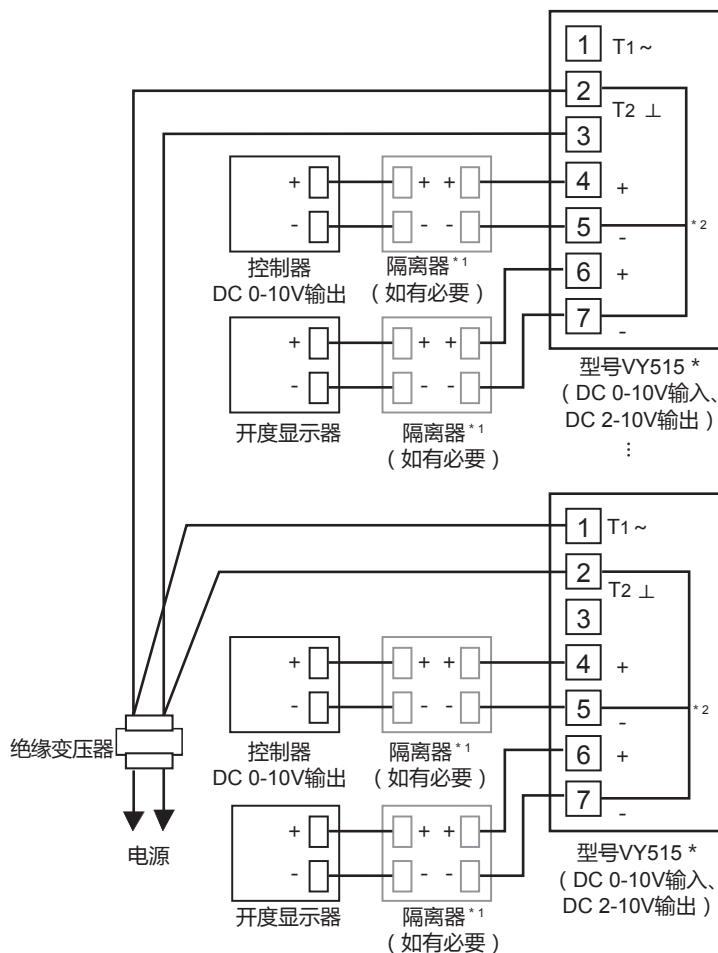 1 T1 ~
2
T2 ⊥
3
+ + + 4 +
- - - 5 -
*2
控制器
DC 0-10V输出
隔离器 *1
（如有必要）
6 +
+ + +
7 -
- - -
开度显示器
隔离器 *1
（如有必要）
型号VY515 *
（ DC 0-10V输入、
DC 2-10V输出 ）
⋮
1 T1 ~
2
T2 ⊥
3
+ + + 4 +
- - - 5 -
*2
绝缘变压器
控制器
DC 0-10V输出
隔离器 *1
（如有必要）
6 +
+ + +
7 -
- - -
电源
开度显示器
隔离器 *1
（如有必要）
型号VY515 *
（ DC 0-10V输入、
DC 2-10V输出 ）